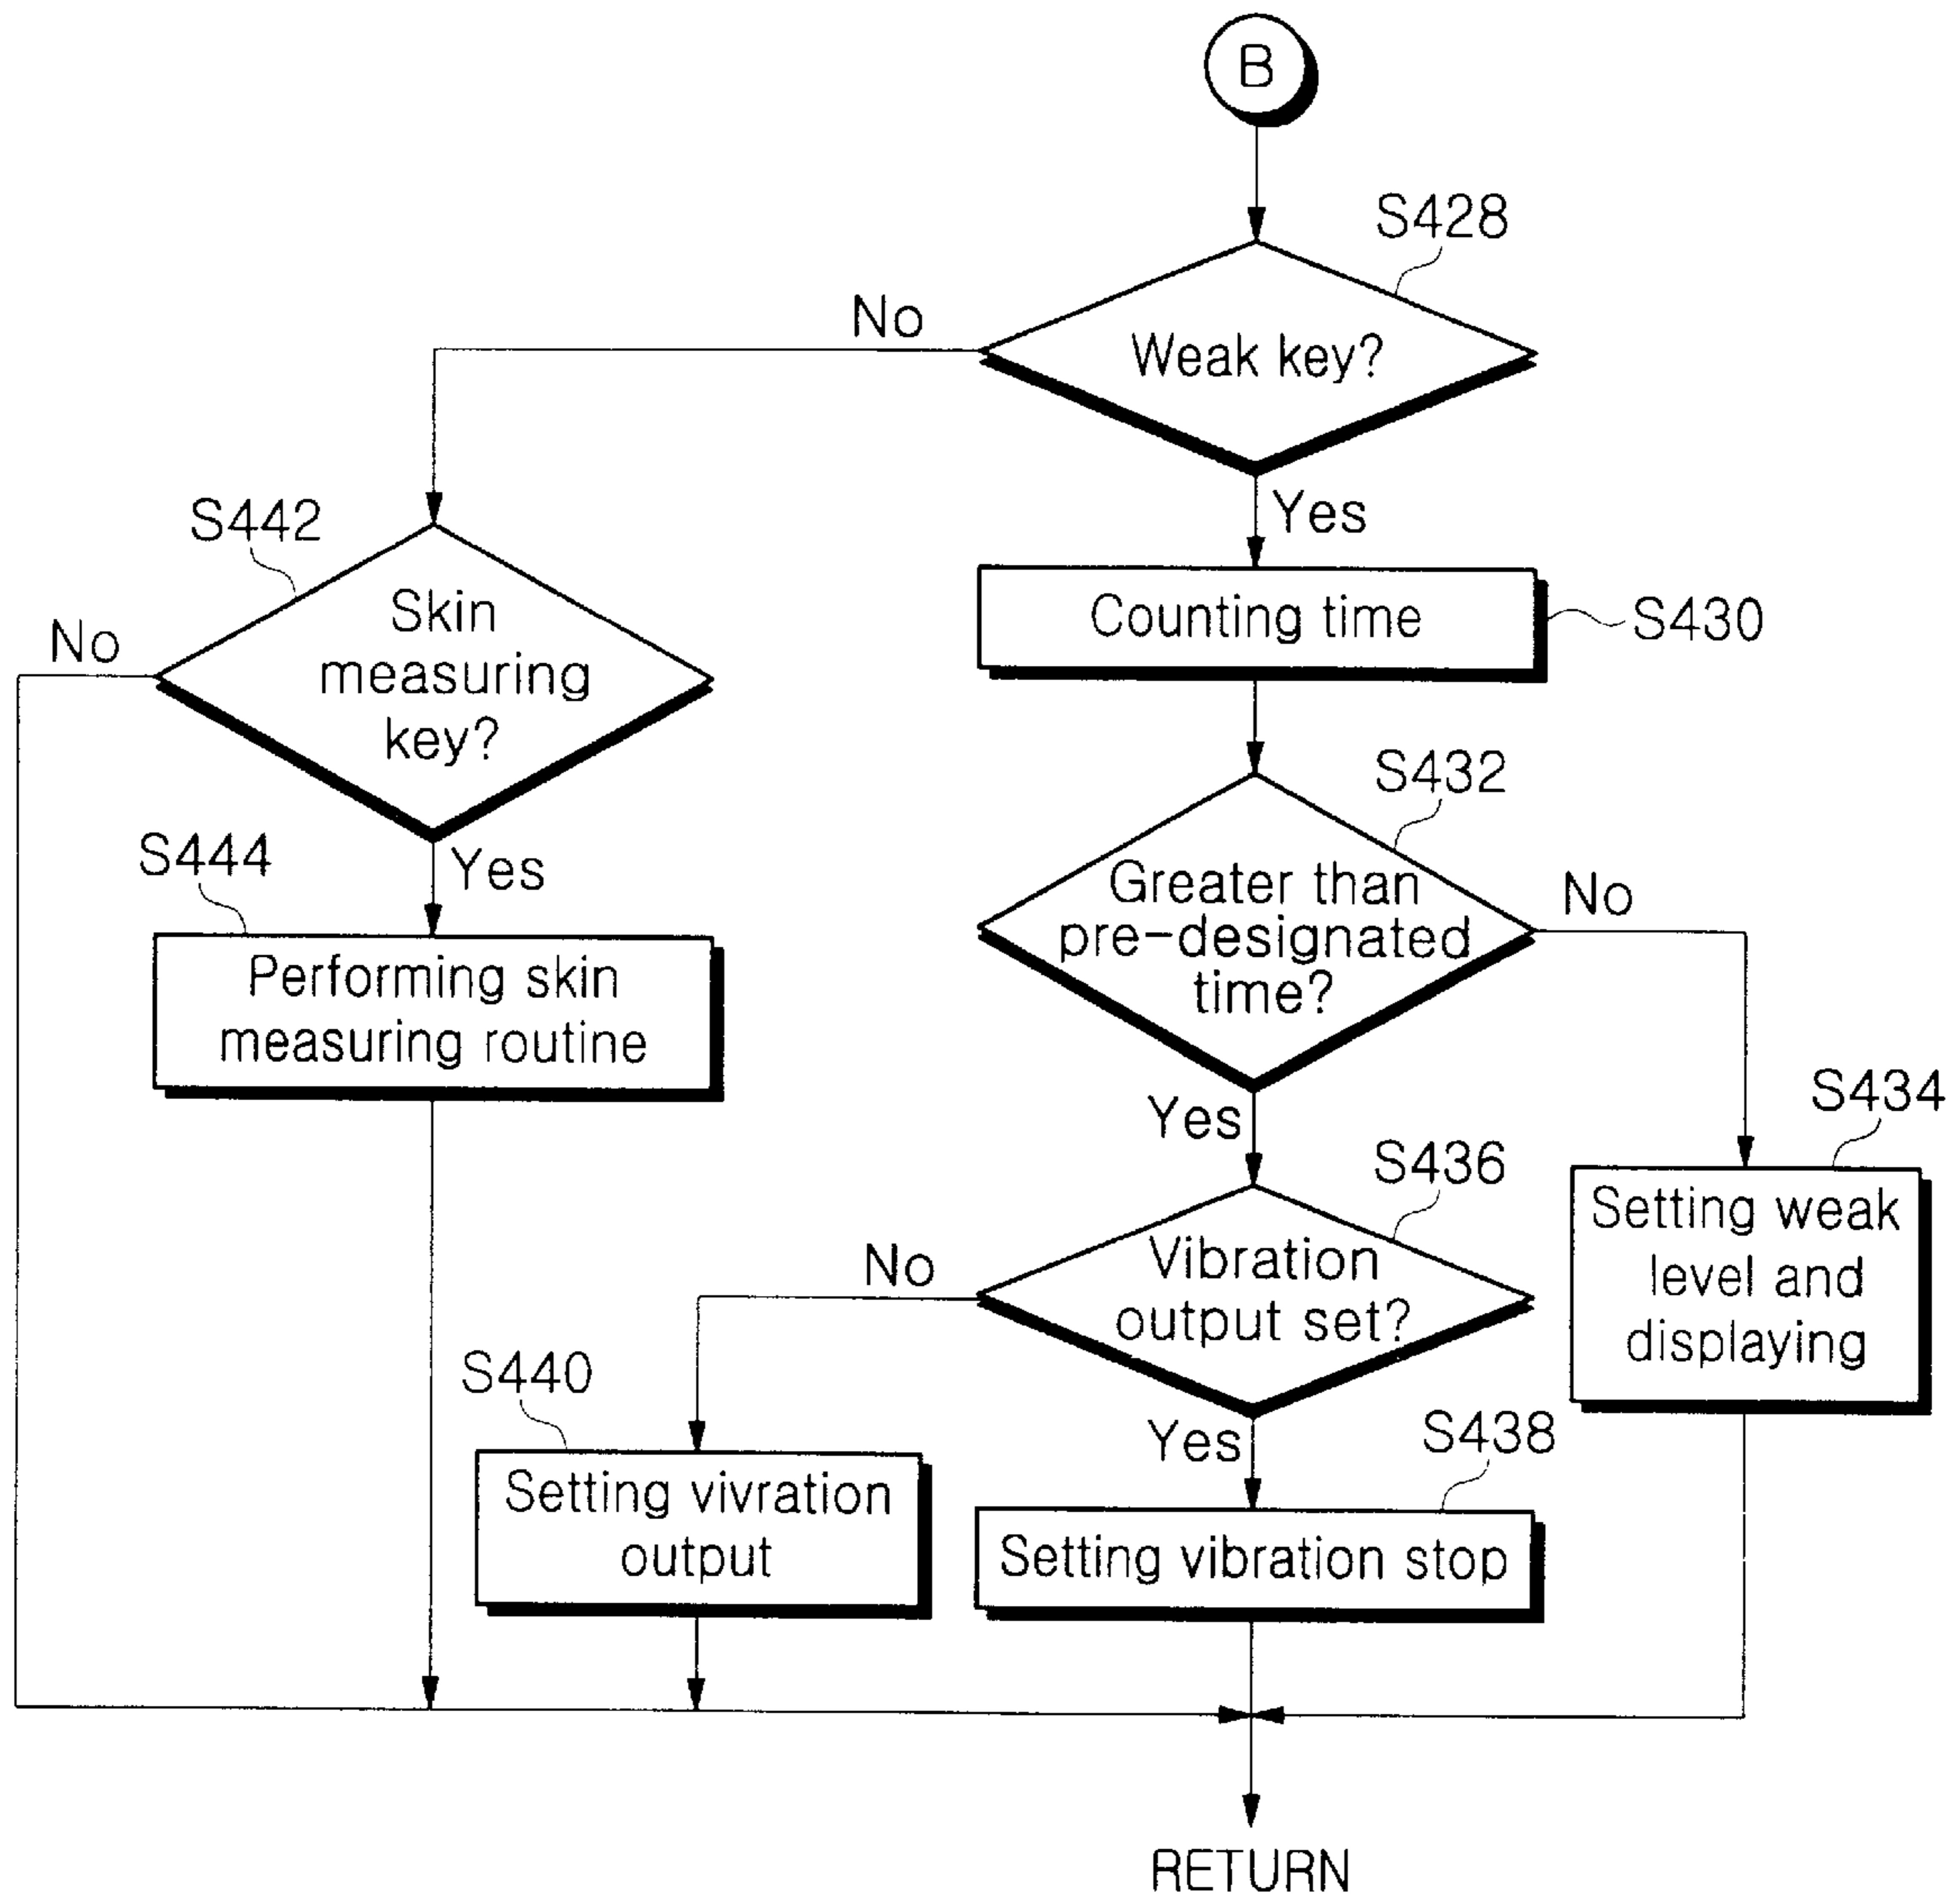 B
S428
No
Weak key?
Yes
S442
Skin
measuring
key?
No
Counting time
S430
S432
S444
Yes
Greater than
pre-designated
time?
No
Performing skin
measuring routine
Yes
S434
S436
Setting weak
level and
displaying
No
Vibration
output set?
S440
Yes
S438
Setting vivration
output
Setting vibration stop
RETURN